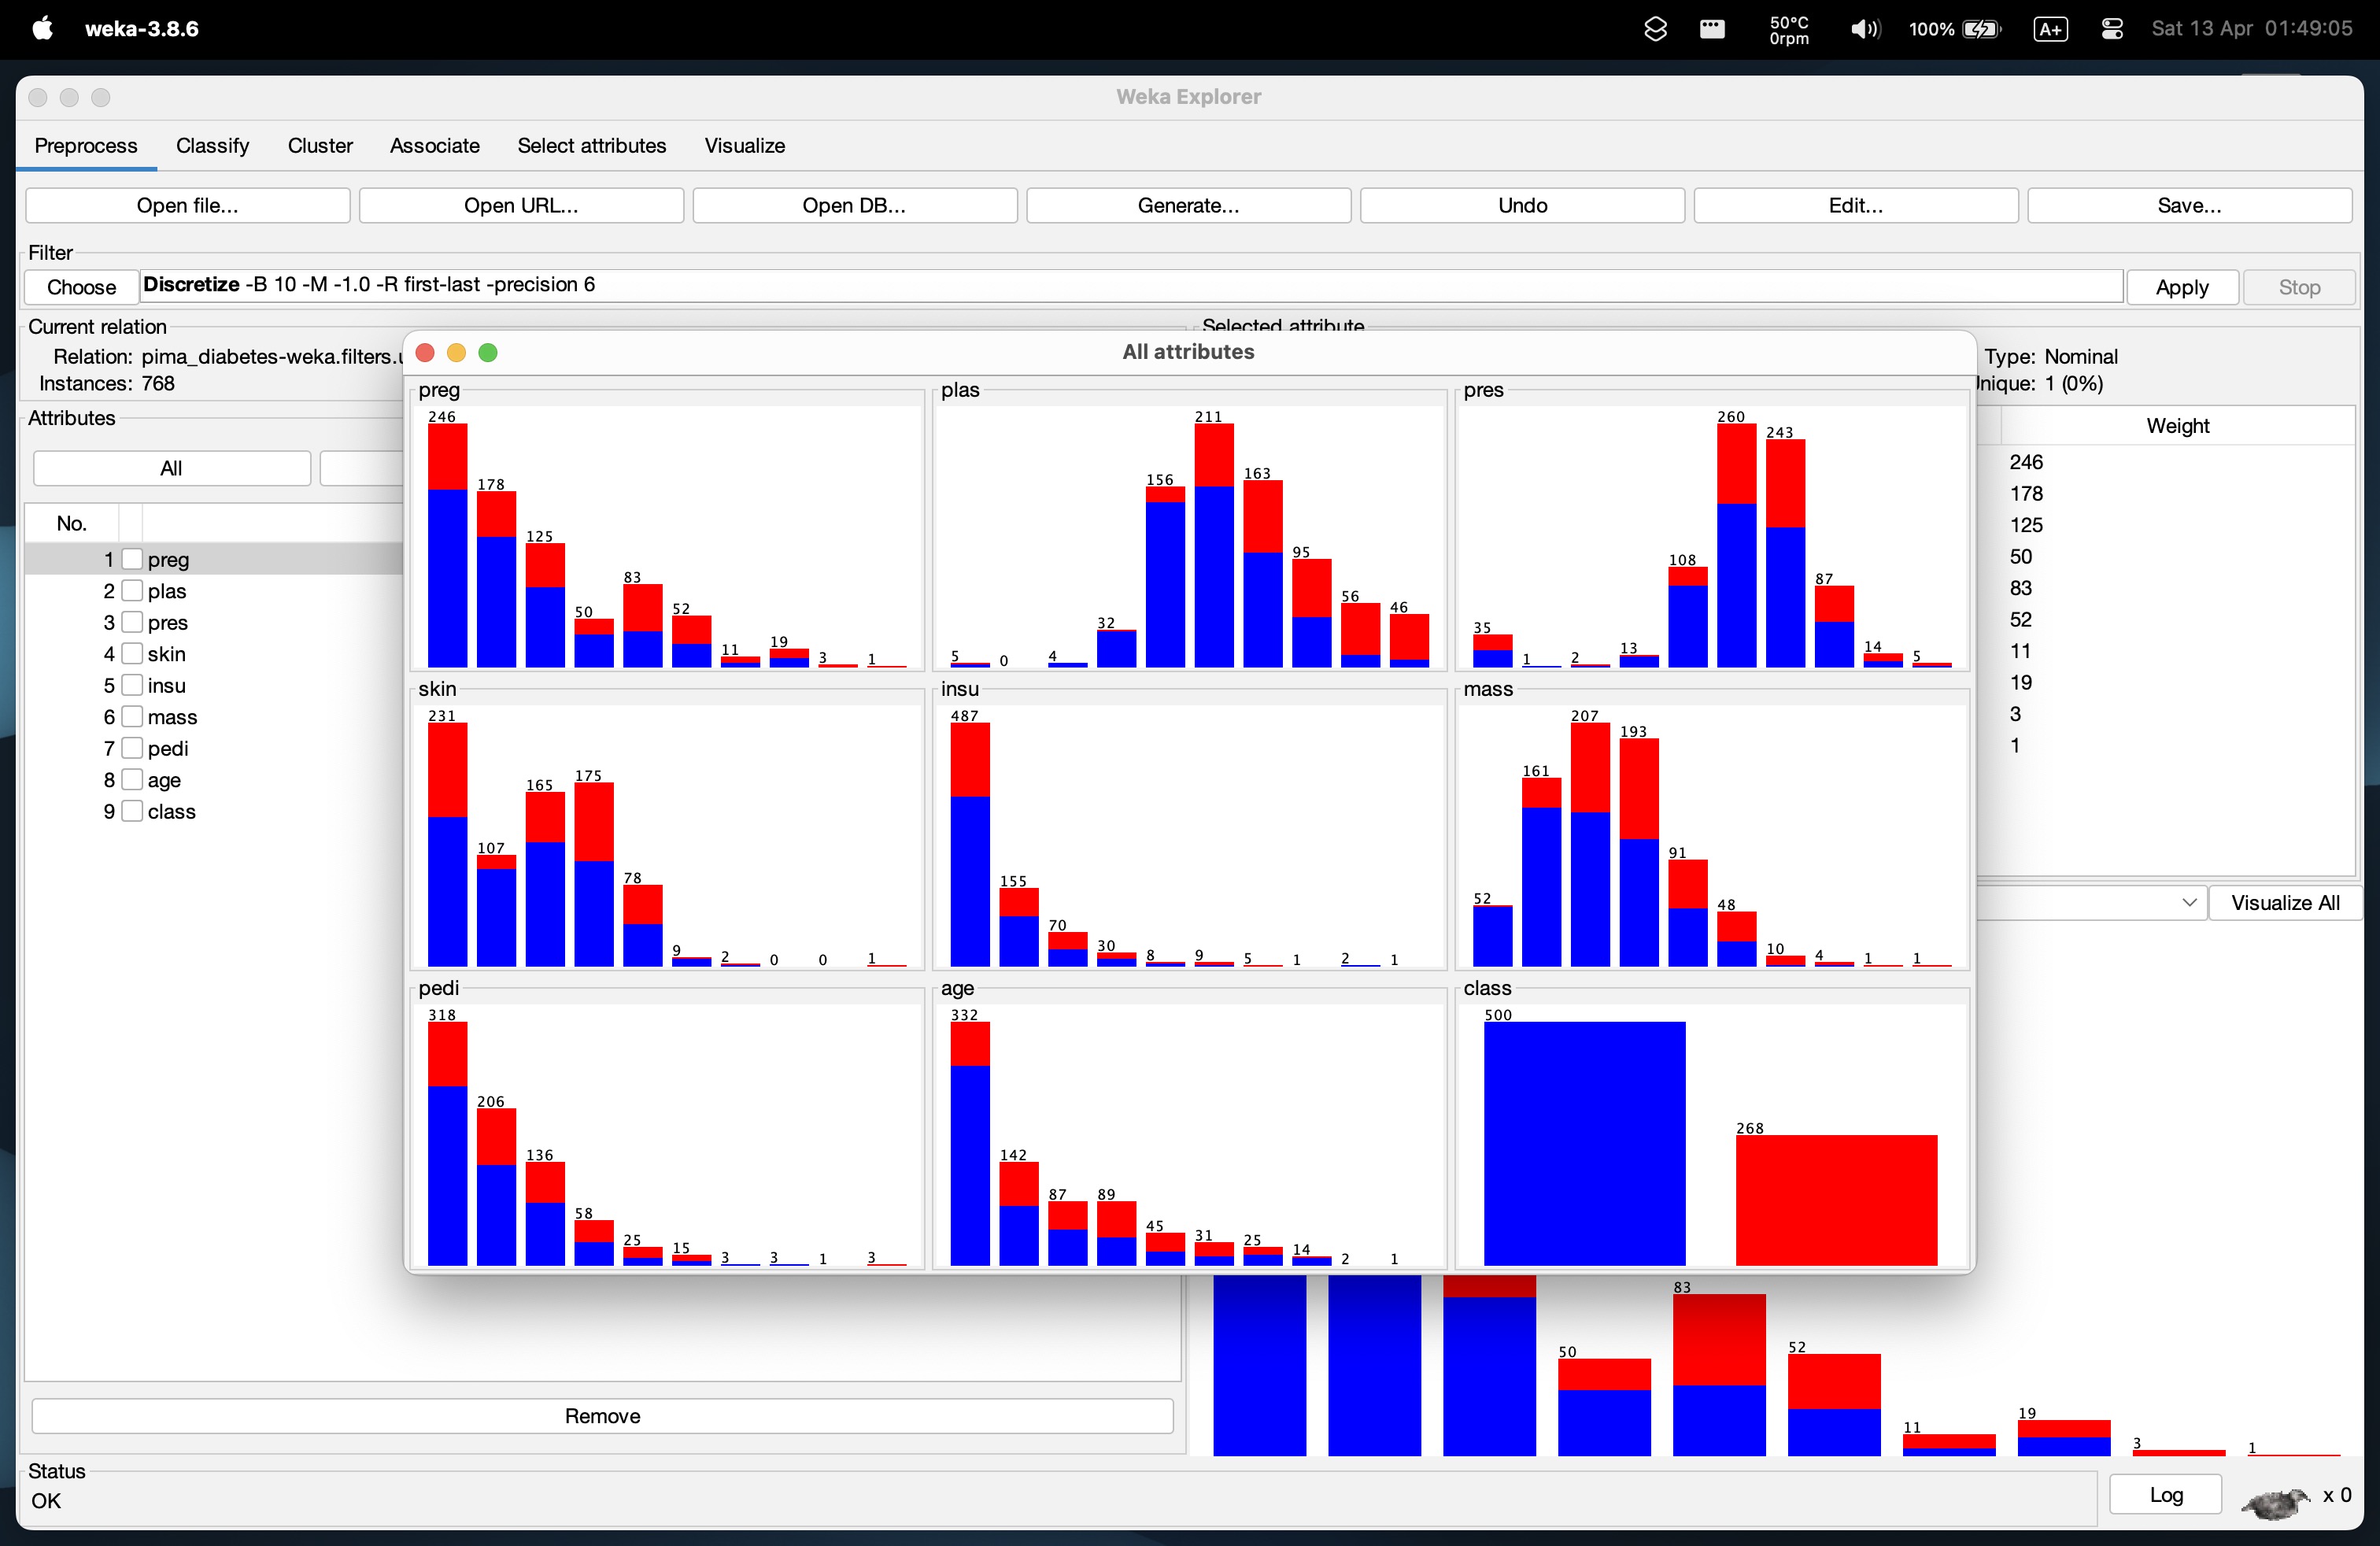 weka-3.8.6
50°C
0rpm
100%
A+
Sat 13 Apr 01:49:05
Weka Explorer
Preprocess Classify Cluster Associate Select attributes Visualize
Open file... Open URL... Open DB... Generate... Undo Edit... Save...
Filter
Choose Discretize -B 10 -M -1.0 -R first-last -precision 6 Apply Stop
Current relation
Relation: pima_diabetes-weka.filters.
Instances: 768
Attributes
All
No.
1 preg
2 plas
3 pres
4 skin
5 insu
6 mass
7 pedi
8 age
9 class
Remove
Selected attribute
Type: Nominal
Unique: 1 (0%)
Weight
246
178
125
50
83
52
11
19
3
1
Visualize All
All attributes
preg
246 178 125 50 83 52 11 19 3 1
plas
5 0 4 32 156 211 163 95 56 46
pres
35 1 2 13 108 260 243 87 14 5
skin
231 107 165 175 78 9 2 0 0 1
insu
487 155 70 30 8 9 5 1 2 1
mass
52 161 207 193 91 48 10 4 1 1
pedi
318 206 136 58 25 15 3 3 1 3
age
332 142 87 89 45 31 25 14 2 1
class
500 268
50 83 52 11 19 3 1
Status
OK
Log
x 0